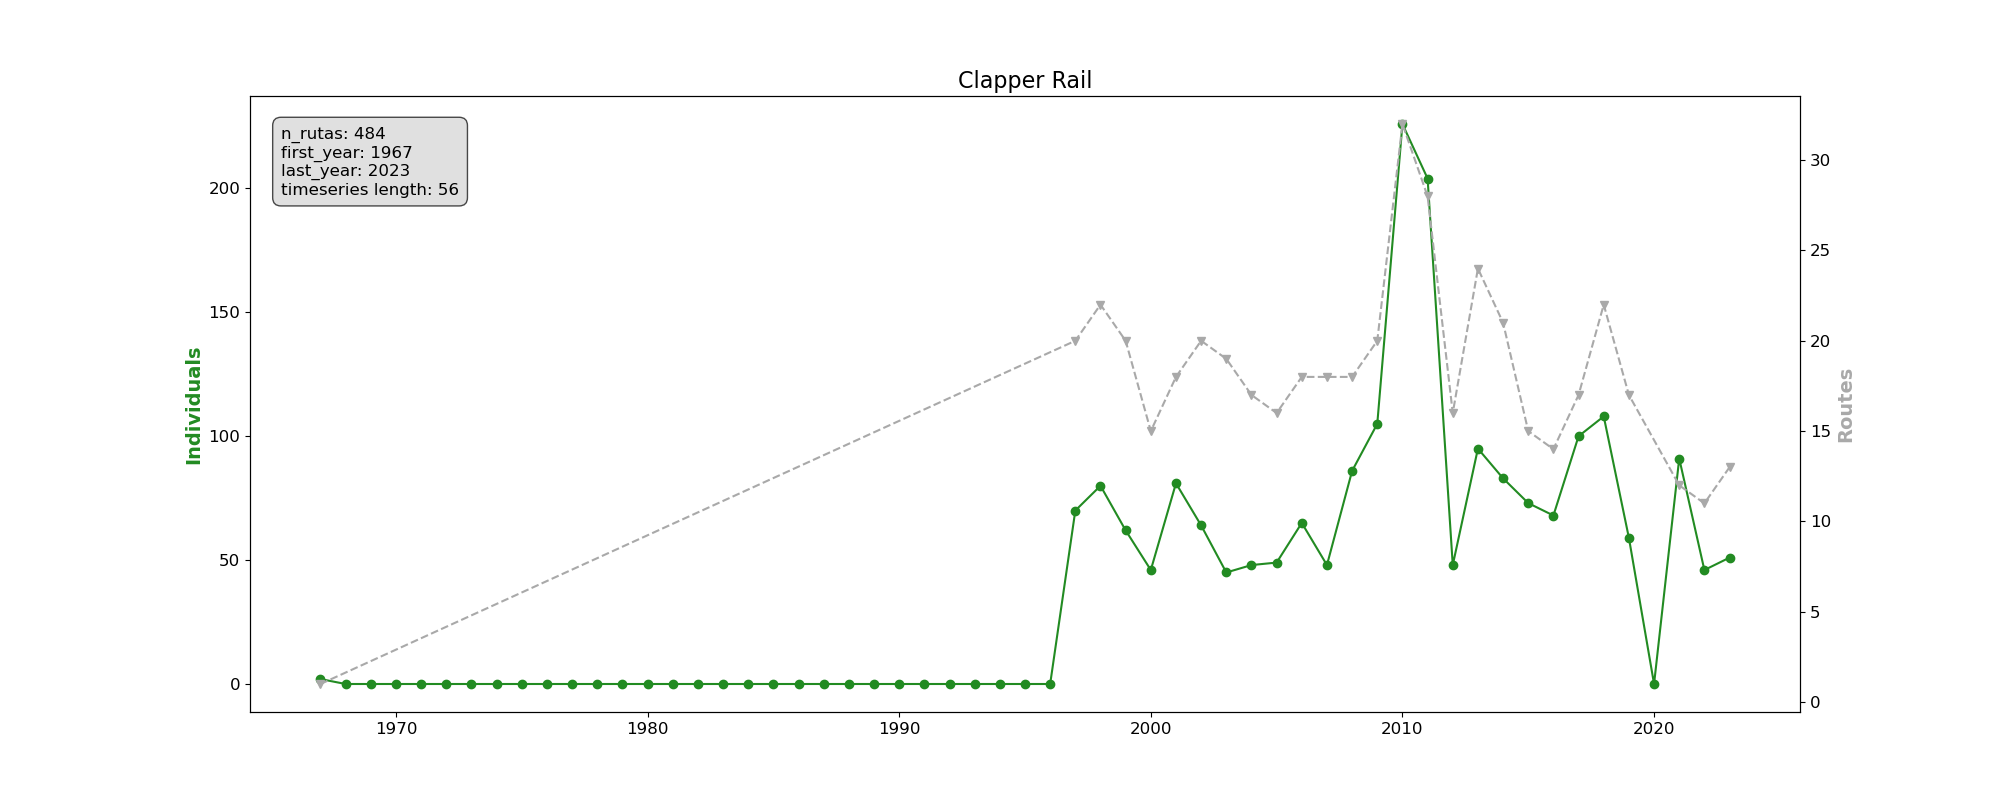 Clapper Rail
n_rutas: 484
first_year: 1967
last_year: 2023
timeseries length: 56
Individuals
200
150
100
50
0
Routes
30
25
20
15
10
5
0
1970 1980 1990 2000 2010 2020